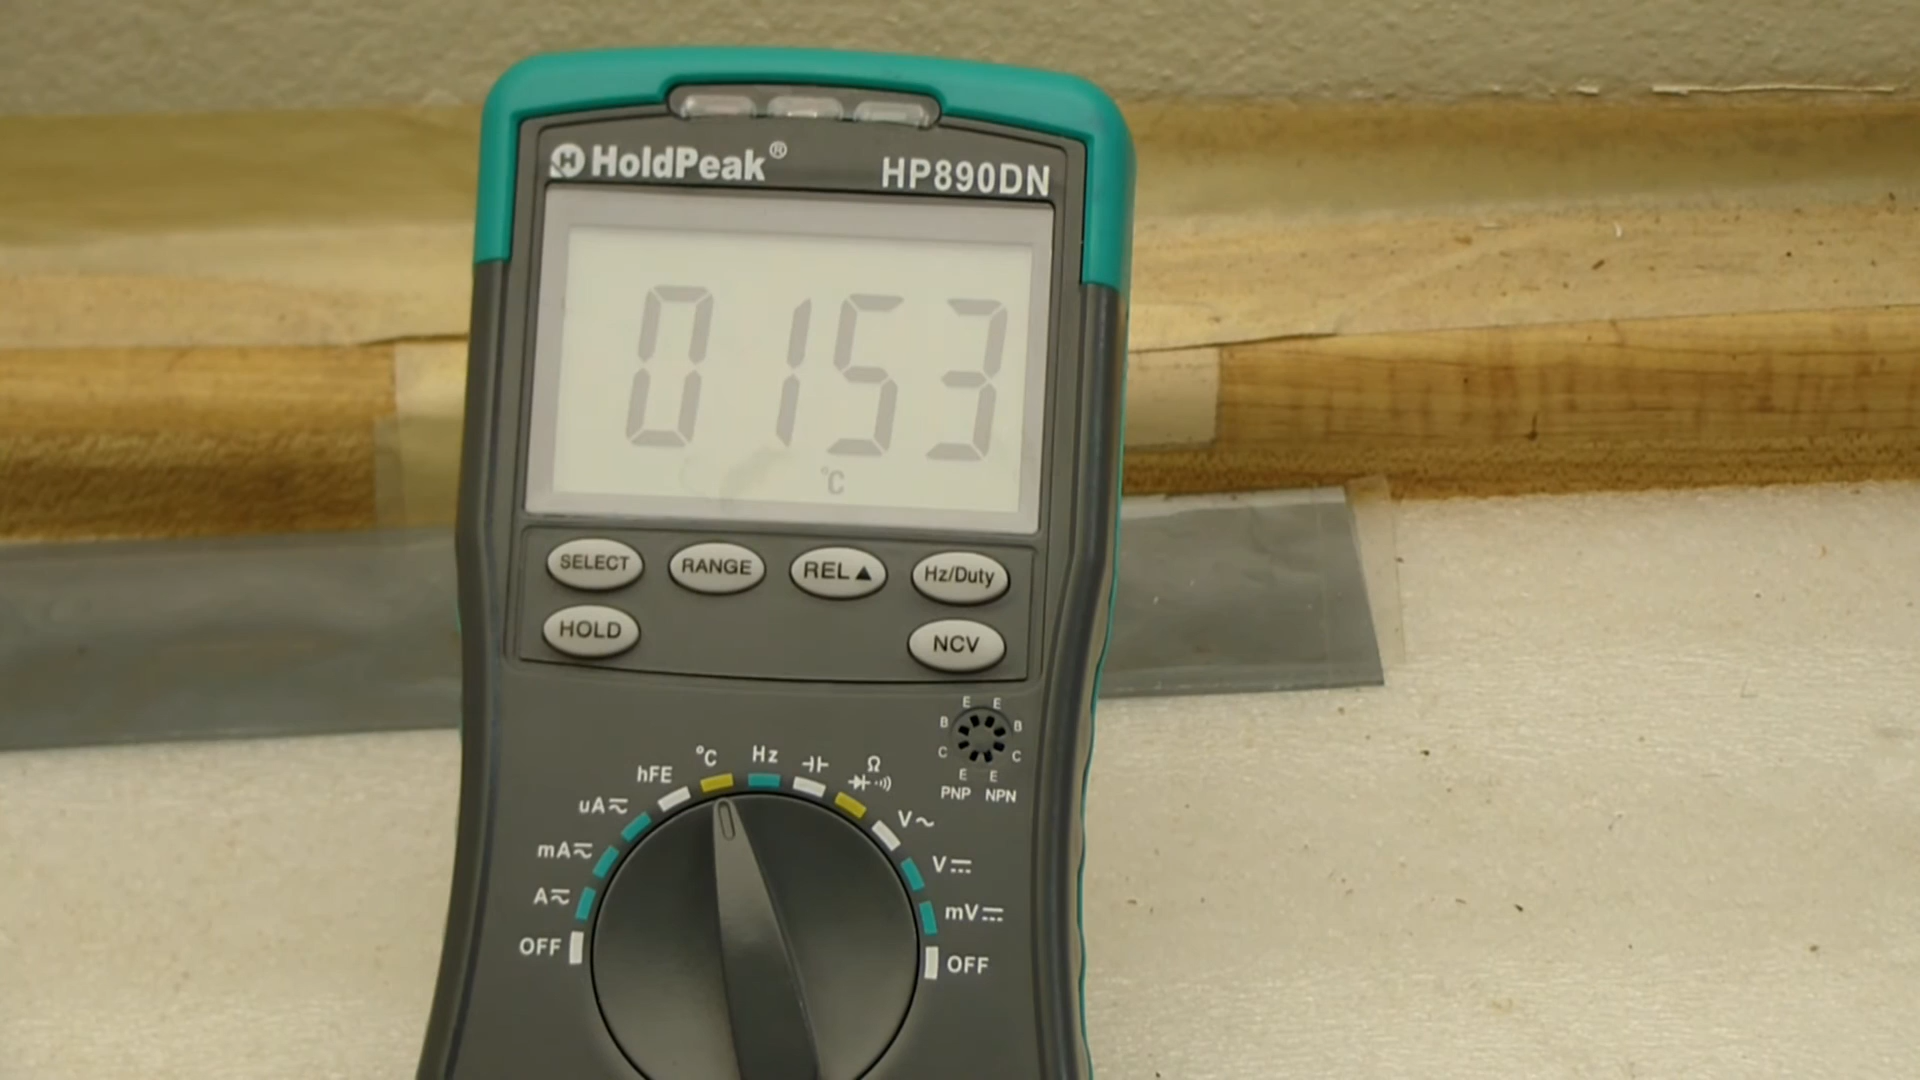 HoldPeak® HP890DN
0153
°C
SELECT RANGE REL▲ Hz/Duty
HOLD NCV
E E
B B
C C
E E
PNP NPN
hFE °C Hz Ω
uA V
mA V
A mV
OFF OFF